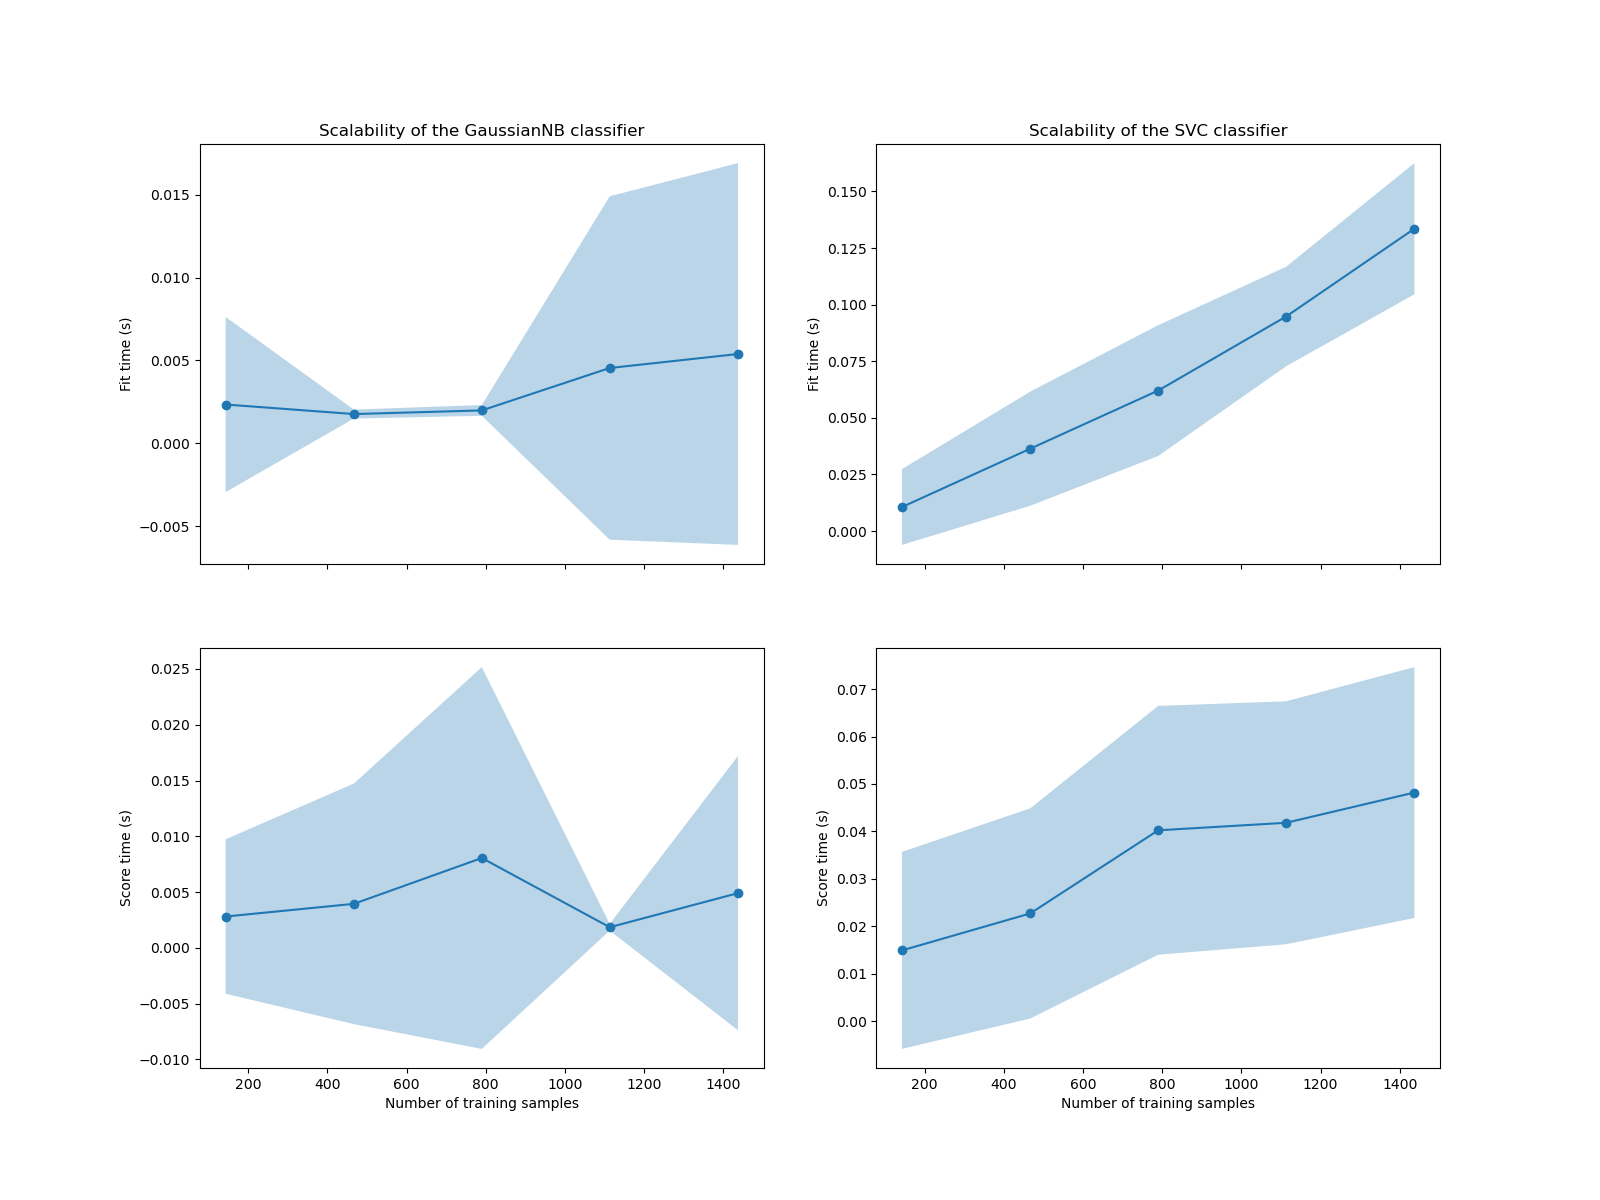 Scalability of the GaussianNB classifier
Fit time (s)
0.015
0.010
0.005
0.000
−0.005
Scalability of the SVC classifier
Fit time (s)
0.150
0.125
0.100
0.075
0.050
0.025
0.000
Score time (s)
0.025
0.020
0.015
0.010
0.005
0.000
−0.005
−0.010
200 400 600 800 1000 1200 1400
Number of training samples
Score time (s)
0.07
0.06
0.05
0.04
0.03
0.02
0.01
0.00
200 400 600 800 1000 1200 1400
Number of training samples